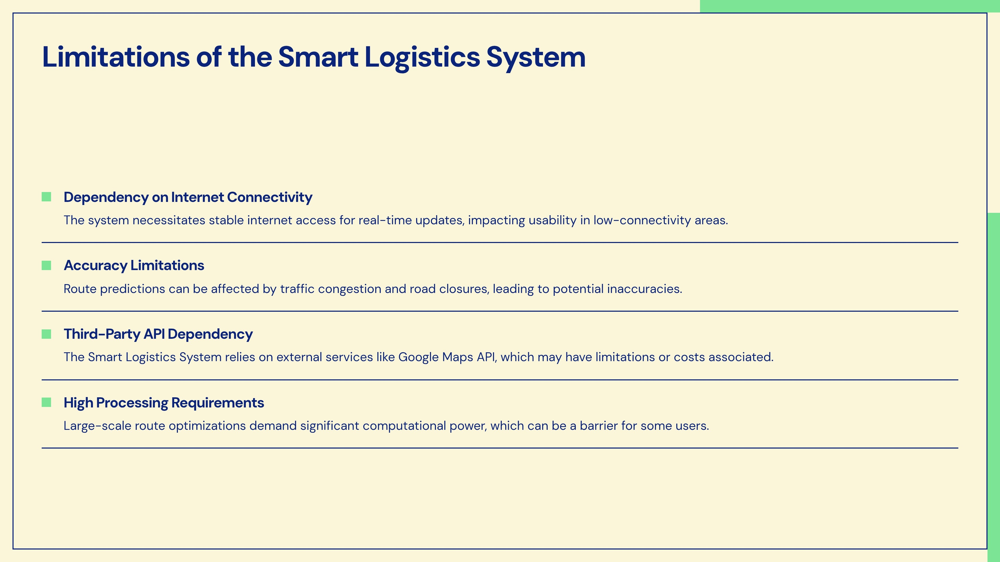 Limitations of the Smart Logistics System
Dependency on Internet Connectivity
The system necessitates stable internet access for real-time updates, impacting usability in low-connectivity areas.
Accuracy Limitations
Route predictions can be affected by traffic congestion and road closures, leading to potential inaccuracies.
Third-Party API Dependency
The Smart Logistics System relies on external services like Google Maps API, which may have limitations or costs associated.
High Processing Requirements
Large-scale route optimizations demand significant computational power, which can be a barrier for some users.